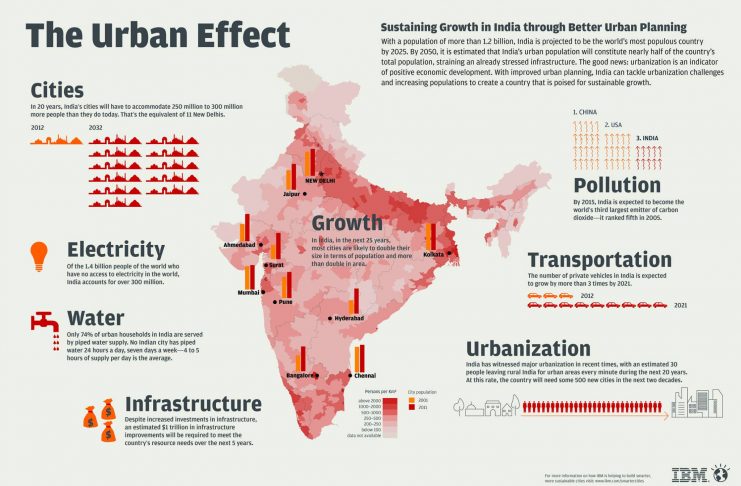 The Urban Effect
Sustaining Growth in India through Better Urban Planning
With a population of more than 1.2 billion, India is projected to be the world's most populous country
by 2025. By 2050, it is estimated that India's urban population will constitute nearly half of the country's
total population, straining an already stressed infrastructure. The good news: urbanization is an indicator
of positive economic development. With improved urban planning, India can tackle urbanization challenges
and increasing populations to create a country that is poised for sustainable growth.
Cities
In 20 years, India's cities will have to accommodate 250 million to 300 million
more people than they do today. That's the equivalent of 11 New Delhis.
2012
2032
Electricity
Of the 1.4 billion people of the world who
have no access to electricity in the world,
India accounts for over 300 million.
Water
Only 74% of urban households in India are served
by piped water supply. No Indian city has piped
water 24 hours a day, seven days a week—4 to 5
hours of supply per day is the average.
Infrastructure
Despite increased investments in infrastructure,
an estimated $1 trillion in infrastructure
improvements will be required to meet the
country's resource needs over the next 5 years.
NEW DELHI
Jaipur
Growth
In India, in the next 25 years,
most cities are likely to double their
size in terms of population and more
than double in area.
Ahmedabad
Surat
Mumbai
Pune
Hyderabad
Kolkata
Bangalore
Chennai
Persons per KM²
above 2000
1000–2000
500–1000
250–500
200–250
below 100
data not available
City population
2001
2011
1. CHINA
2. USA
3. INDIA
Pollution
By 2015, India is expected to become the
world's third largest emitter of carbon
dioxide—it ranked fifth in 2005.
Transportation
The number of private vehicles in India is expected
to grow by more than 3 times by 2021.
2012
2021
Urbanization
India has witnessed major urbanization in recent times, with an estimated 30
people leaving rural India for urban areas every minute during the next 20 years.
At this rate, the country will need some 500 new cities in the next two decades.
For more information on how IBM is helping to build smarter,
more sustainable cities visit: www.ibm.com/smartercities
IBM